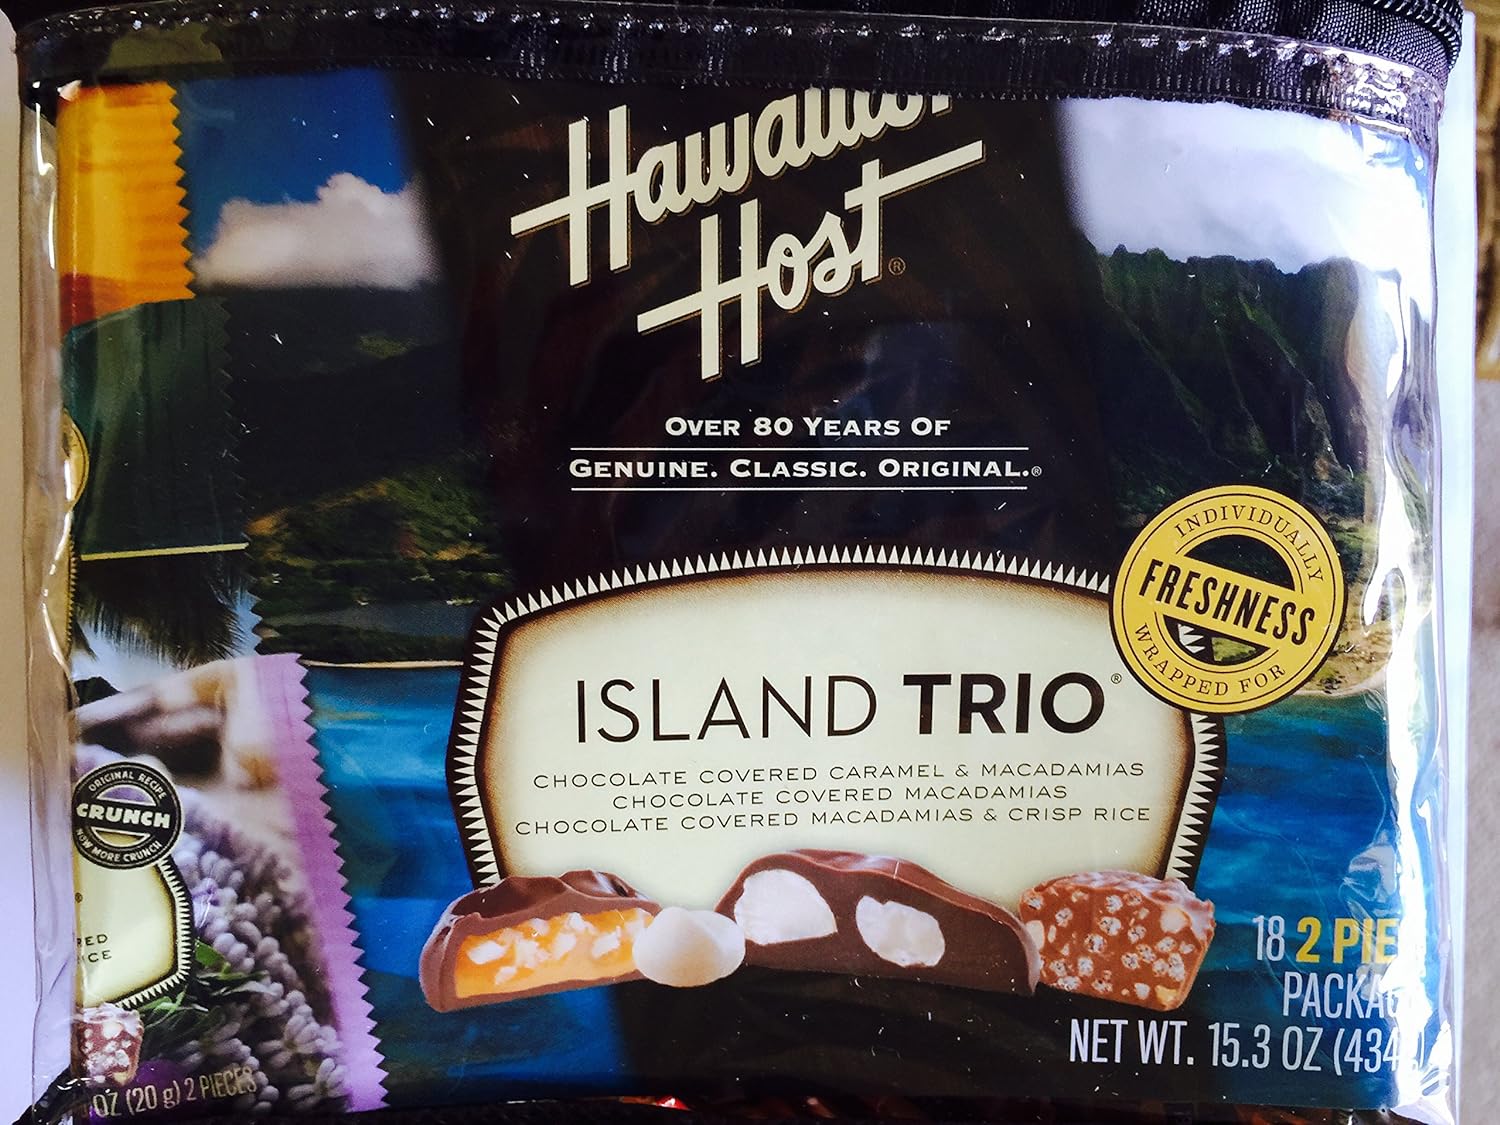 Hawaiian
Host®
OVER 80 YEARS OF
GENUINE. CLASSIC. ORIGINAL.®
INDIVIDUALLY
FRESHNESS
WRAPPED FOR
ISLAND TRIO®
CHOCOLATE COVERED CARAMEL & MACADAMIAS
CHOCOLATE COVERED MACADAMIAS
CHOCOLATE COVERED MACADAMIAS & CRISP RICE
ORIGINAL RECIPE
CRUNCH
NOW MORE CRUNCH
18 2
NET WT. 15.3 OZ
OZ (20 g) 2 PIECES